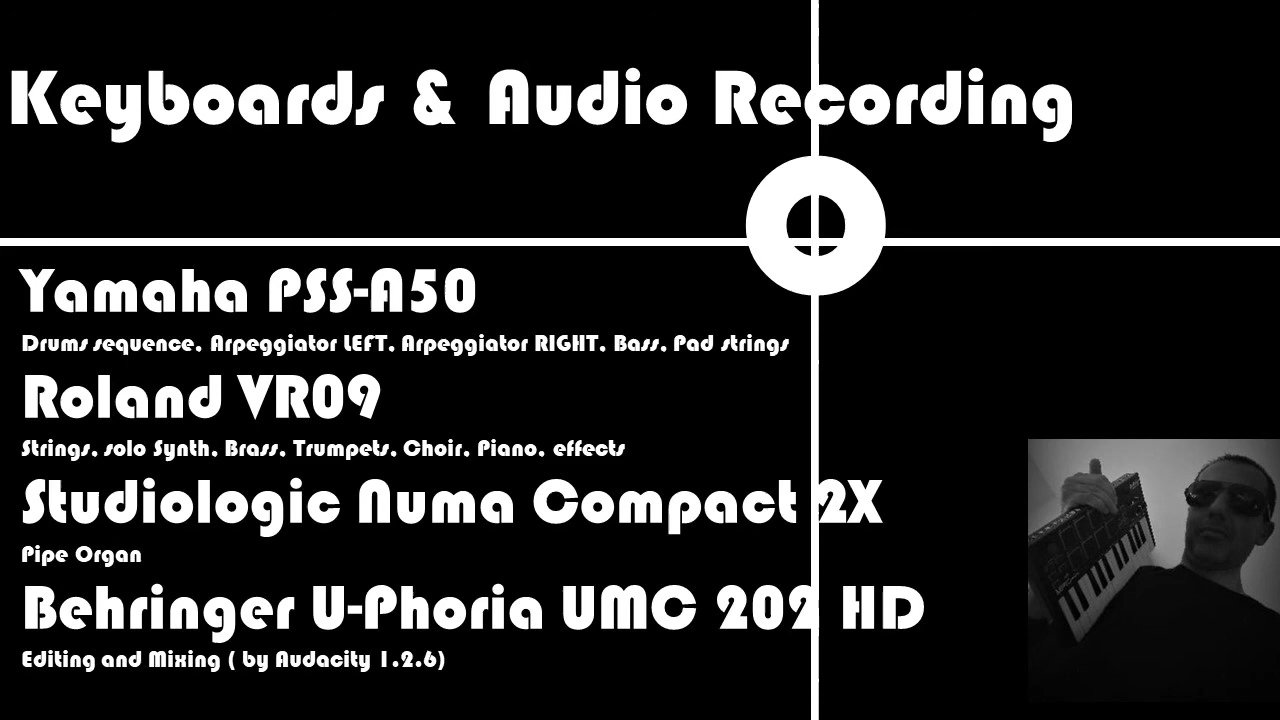 Keyboards & Audio Recording
Yamaha PSS-A50
Drums sequence, Arpeggiator LEFT, Arpeggiator RIGHT, Bass, Pad strings
Roland VR09
Strings, solo Synth, Brass, Trumpets, Choir, Piano, effects
Studiologic Numa Compact 2X
Pipe Organ
Behringer U-Phoria UMC 202 HD
Editing and Mixing ( by Audacity 1.2.6)